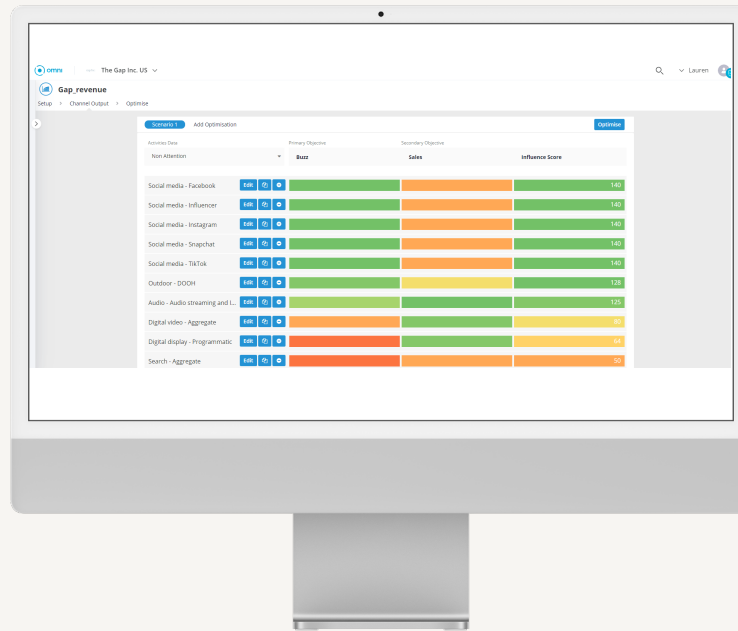 omni The Gap Inc. US Lauren
Gap_revenue
Setup > Channel Output > Optimise
Scenario 1 Add Optimisation Optimise
Activities Data Primary Objective Secondary Objective
Non Attention Buzz Sales Influence Score
Social media - Facebook Edit 140
Social media - Influencer Edit 140
Social media - Instagram Edit 140
Social media - Snapchat Edit 140
Social media - TikTok Edit 140
Outdoor - DOOH Edit 128
Audio - Audio streaming and i... Edit 125
Digital video - Aggregate Edit
Digital display - Programmatic Edit 64
Search - Aggregate Edit 50